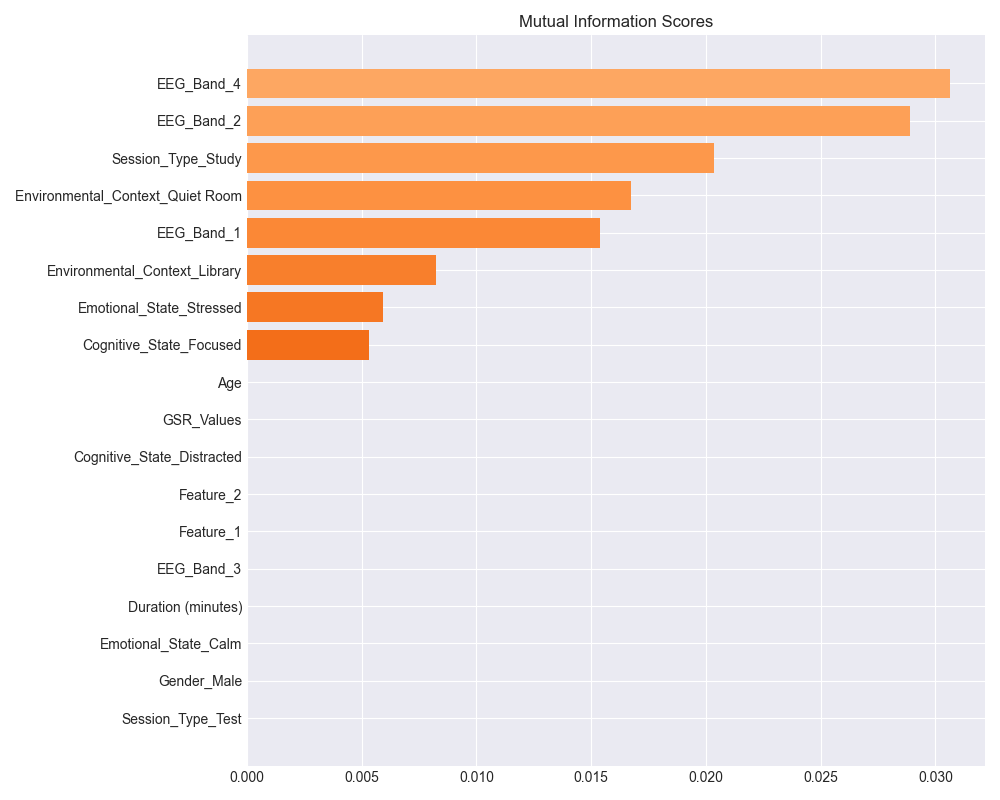 Mutual Information Scores
EEG_Band_4
EEG_Band_2
Session_Type_Study
Environmental_Context_Quiet Room
EEG_Band_1
Environmental_Context_Library
Emotional_State_Stressed
Cognitive_State_Focused
Age
GSR_Values
Cognitive_State_Distracted
Feature_2
Feature_1
EEG_Band_3
Duration (minutes)
Emotional_State_Calm
Gender_Male
Session_Type_Test
0.000 0.005 0.010 0.015 0.020 0.025 0.030